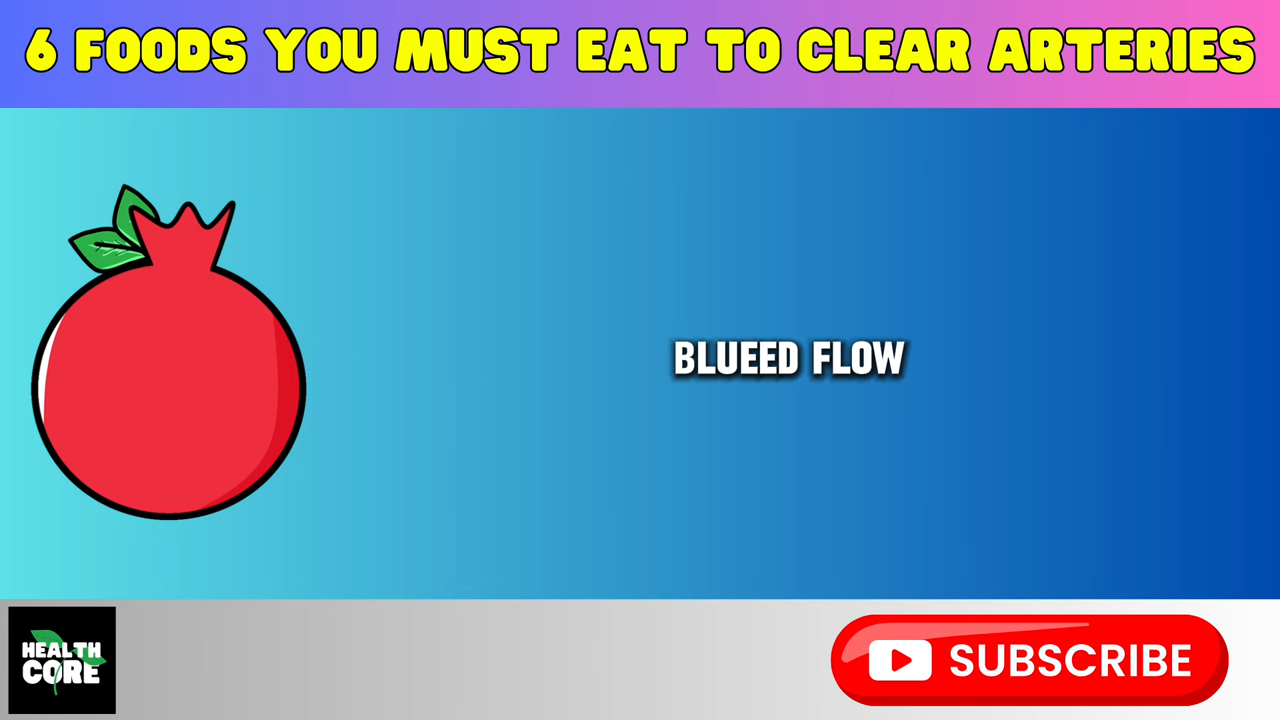 6 FOODS YOU MUST EAT TO CLEAR ARTERIES
BLUEED FLOW
HEALTH
CORE
SUBSCRIBE